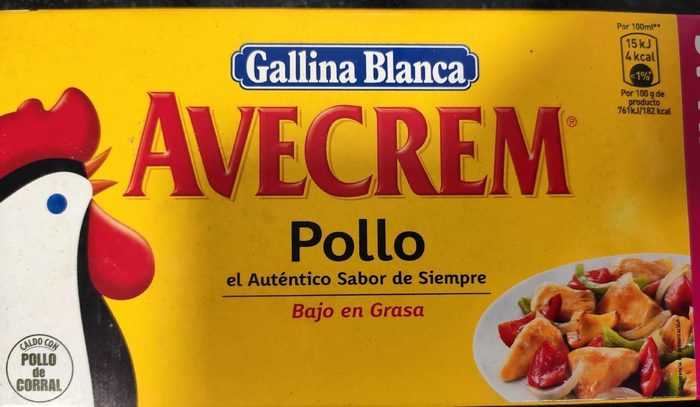 Por 100ml**
15 kJ
4 kcal
<1%*
Por 100 g de
producto
761kJ/182 kcal
Gallina Blanca
AVECREM®
Pollo
el Auténtico Sabor de Siempre
Bajo en Grasa
CALDO CON
POLLO
de
CORRAL